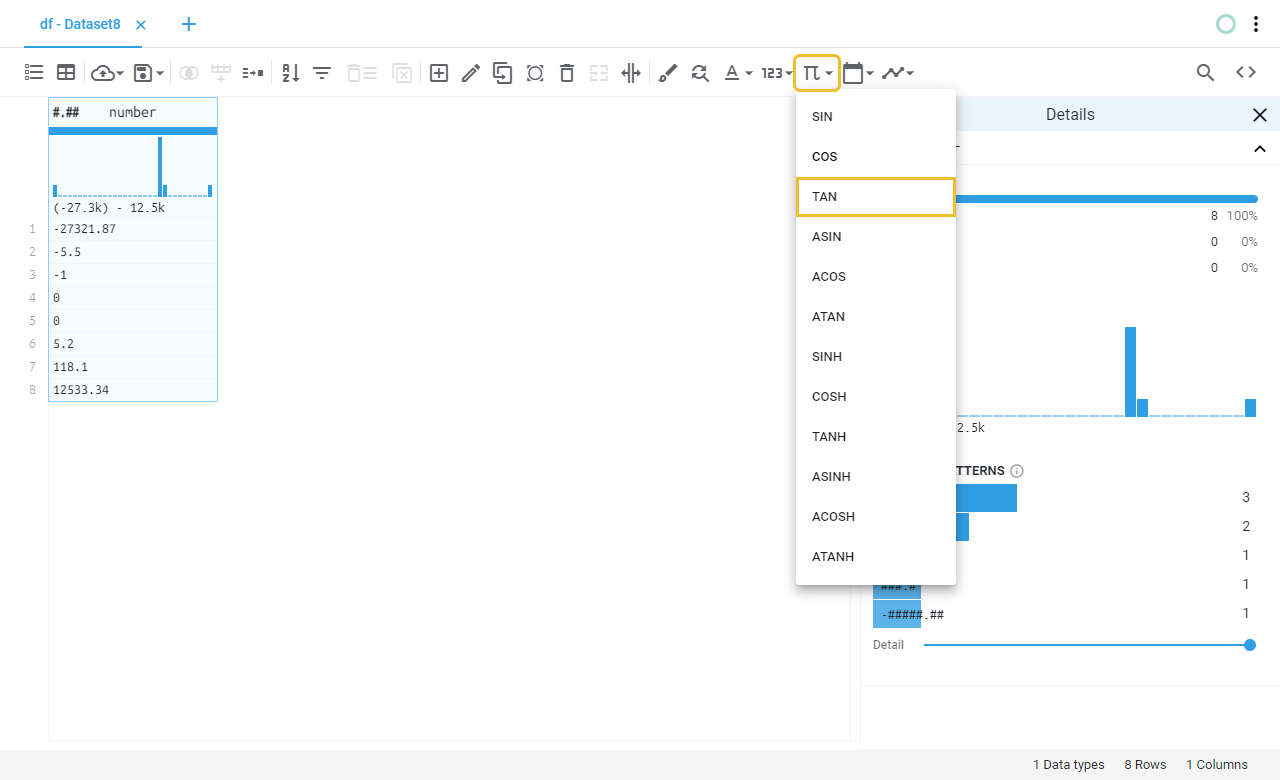 df - Dataset8
123
#.## number
(-27.3k) - 12.5k
1 -27321.87
2 -5.5
3 -1
4 0
5 0
6 5.2
7 118.1
8 12533.34
SIN
COS
TAN
ASIN
ACOS
ATAN
SINH
COSH
TANH
ASINH
ACOSH
ATANH
Details
8 100%
0 0%
0 0%
2.5k
TTERNS
3
2
1
###.# 1
-#####.## 1
Detail
1 Data types 8 Rows 1 Columns